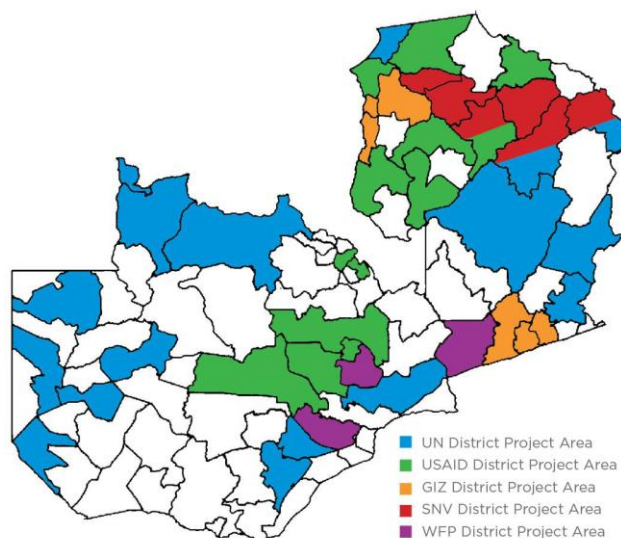 UN District Project Area
USAID District Project Area
GIZ District Project Area
SNV District Project Area
WFP District Project Area